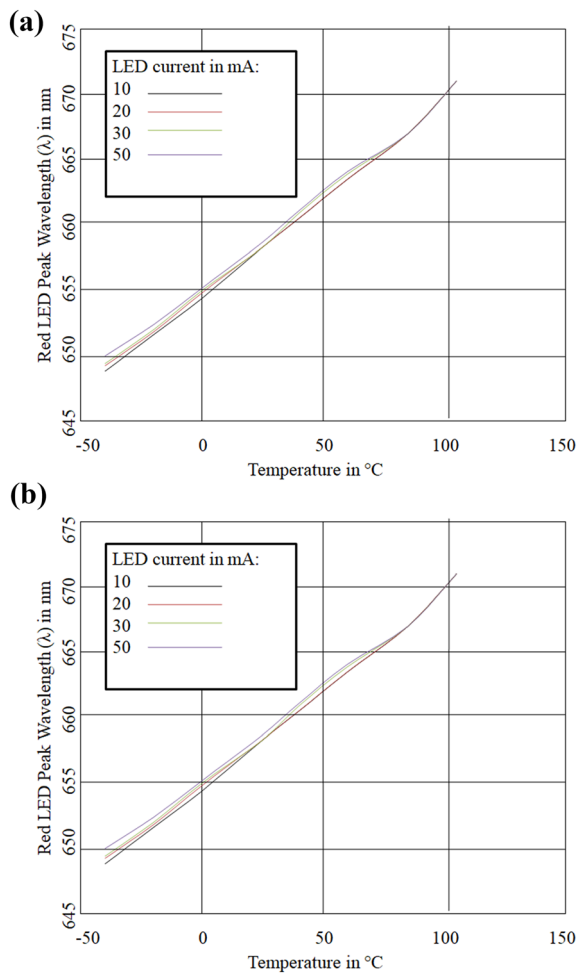 (a)
675
670
665
660
655
650
645
Red LED Peak Wavelength (λ) in nm
LED current in mA:
10
20
30
50
-50 0 50 100 150
Temperature in °C
(b)
675
670
665
660
655
650
645
Red LED Peak Wavelength (λ) in nm
LED current in mA:
10
20
30
50
-50 0 50 100 150
Temperature in °C